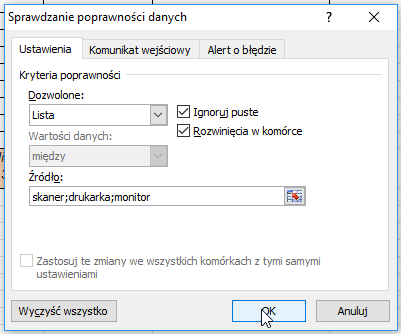 Sprawdzanie poprawności danych
Ustawienia Komunikat wejściowy Alert o błędzie
Kryteria poprawności
Dozwolone:
Lista
Ignoruj puste
Wartości danych:
Rozwinięcia w komórce
między
Źródło:
skaner;drukarka;monitor
Zastosuj te zmiany we wszystkich komórkach z tymi samymi
ustawieniami
Wyczyść wszystko OK Anuluj